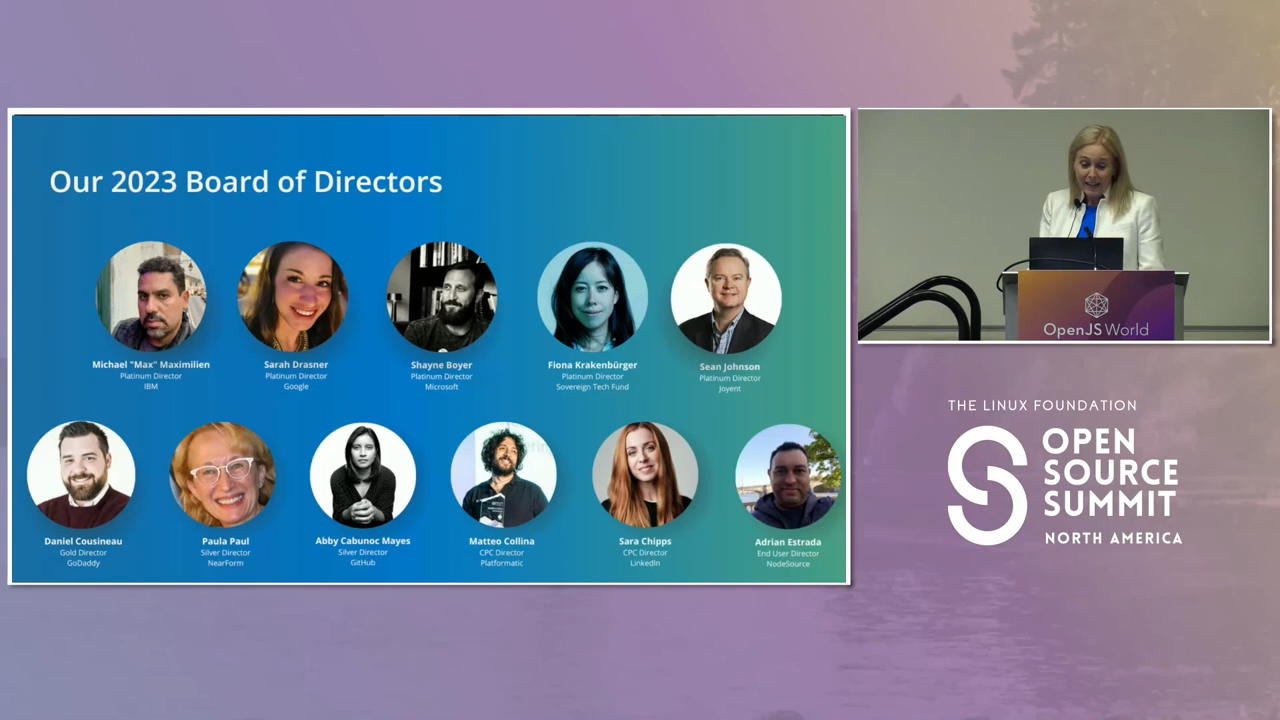 Our 2023 Board of Directors
Michael "Max" Maximilien
Platinum Director
IBM
Sarah Drasner
Platinum Director
Google
Shayne Boyer
Platinum Director
Microsoft
Fiona Krakenbürger
Platinum Director
Sovereign Tech Fund
Sean Johnson
Platinum Director
Joyent
Daniel Cousineau
Gold Director
GoDaddy
Paula Paul
Silver Director
NearForm
Abby Cabunoc Mayes
Silver Director
GitHub
Matteo Collina
CPC Director
Platformatic
Sara Chipps
CPC Director
LinkedIn
Adrian Estrada
End User Director
NodeSource
OpenJS World
THE LINUX FOUNDATION
OPEN
SOURCE
SUMMIT
NORTH AMERICA